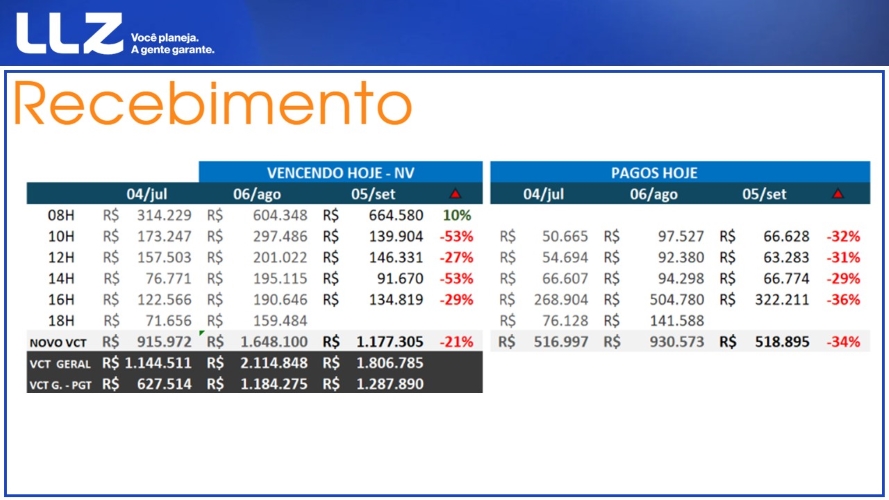 LLZ
Você planeja.
A gente garante.
Recebimento
VENCENDO HOJE - NV PAGOS HOJE
04/jul 06/ago 05/set 04/jul 06/ago 05/set
08H R$ 314.229 R$ 604.348 R$ 664.580 10%
10H R$ 173.247 R$ 297.486 R$ 139.904 -53% R$ 50.665 R$ 97.527 R$ 66.628 -32%
12H R$ 157.503 R$ 201.022 R$ 146.331 -27% R$ 54.694 R$ 92.380 R$ 63.283 -31%
14H R$ 76.771 R$ 195.115 R$ 91.670 -53% R$ 66.607 R$ 94.298 R$ 66.774 -29%
16H R$ 122.566 R$ 190.646 R$ 134.819 -29% R$ 268.904 R$ 504.780 R$ 322.211 -36%
18H R$ 71.656 R$ 159.484 R$ 76.128 R$ 141.588
NOVO VCT R$ 915.972 R$ 1.648.100 R$ 1.177.305 -21% R$ 516.997 R$ 930.573 R$ 518.895 -34%
VCT GERAL R$ 1.144.511 R$ 2.114.848 R$ 1.806.785
VCT G. - PGT R$ 627.514 R$ 1.184.275 R$ 1.287.890